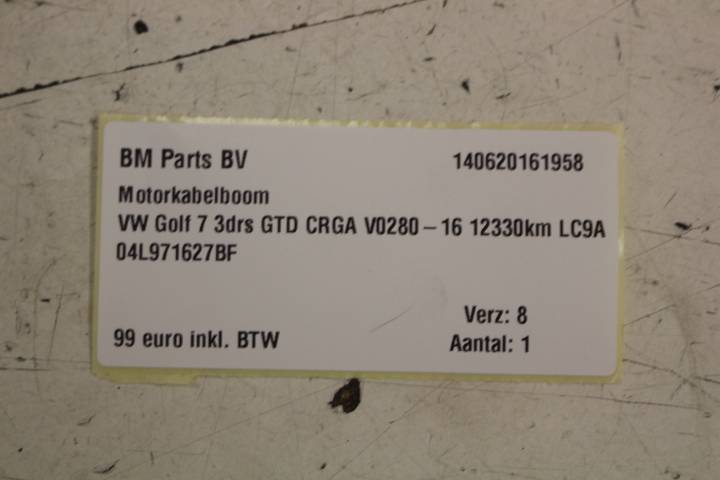 BM Parts BV 140620161958
Motorkabelboom
VW Golf 7 3drs GTD CRGA V0280-16 12330km LC9A
04L971627BF
Verz: 8
99 euro inkl. BTW Aantal: 1